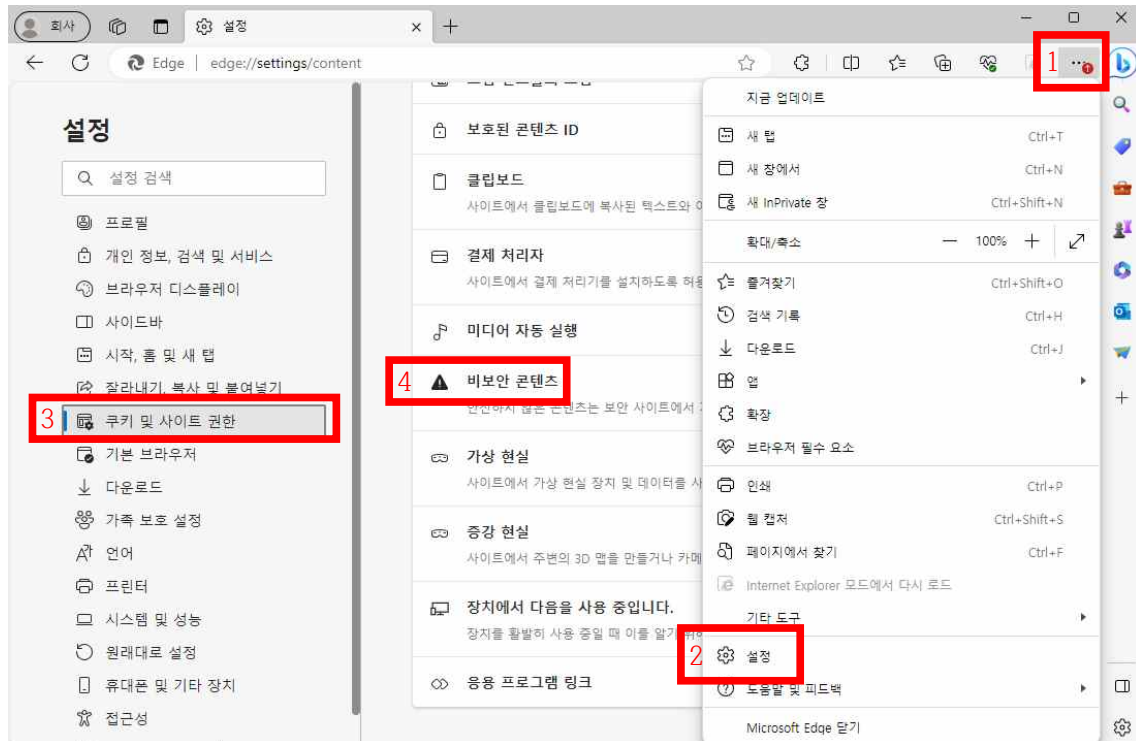 회사
설정
Edge | edge://settings/content
1
설정
설정 검색
프로필
개인 정보, 검색 및 서비스
브라우저 디스플레이
사이드바
시작, 홈 및 새 탭
잘라내기, 복사 및 붙여넣기
3 쿠키 및 사이트 권한
기본 브라우저
다운로드
가족 보호 설정
언어
프린터
시스템 및 성능
원래대로 설정
휴대폰 및 기타 장치
접근성
보호된 콘텐츠 ID
클립보드
사이트에서 클립보드에 복사된 텍스트와
결제 처리자
사이트에서 결제 처리기를 설치하도록 허용
미디어 자동 실행
4 비보안 콘텐츠
안전하지 않은 콘텐츠는 보안 사이트에서
가상 현실
사이트에서 가상 현실 장치 및 데이터를
증강 현실
사이트에서 주변의 3D 맵을 만들거나
장치에서 다음을 사용 중입니다.
장치를 활발히 사용 중일 때 이를 알기
응용 프로그램 링크
지금 업데이트
새 탭 Ctrl+T
새 창에서 Ctrl+N
새 InPrivate 창 Ctrl+Shift+N
확대/축소 — 100% +
즐겨찾기 Ctrl+Shift+O
검색 기록 Ctrl+H
다운로드 Ctrl+J
앱
확장
브라우저 필수 요소
인쇄 Ctrl+P
웹 캡처 Ctrl+Shift+S
페이지에서 찾기 Ctrl+F
Internet Explorer 모드에서 다시 로드
기타 도구
2 설정
도움말 및 피드백
Microsoft Edge 닫기